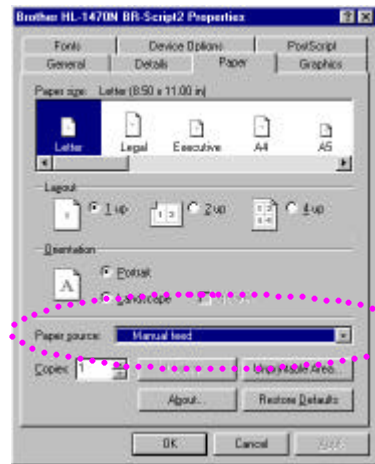 Brother HL-1470N BR-Script2 Properties
Fonts Device Options PostScript
General Details Paper Graphics
Paper size: Letter (8.50 x 11.00 in)
Letter Legal Executive A4 A5
Layout
1 up 2 up 4 up
Orientation
A Portrait
Landscape
Paper source: Manual feed
Copies: 1 Unprintable Area...
About... Restore Defaults
OK Cancel Apply